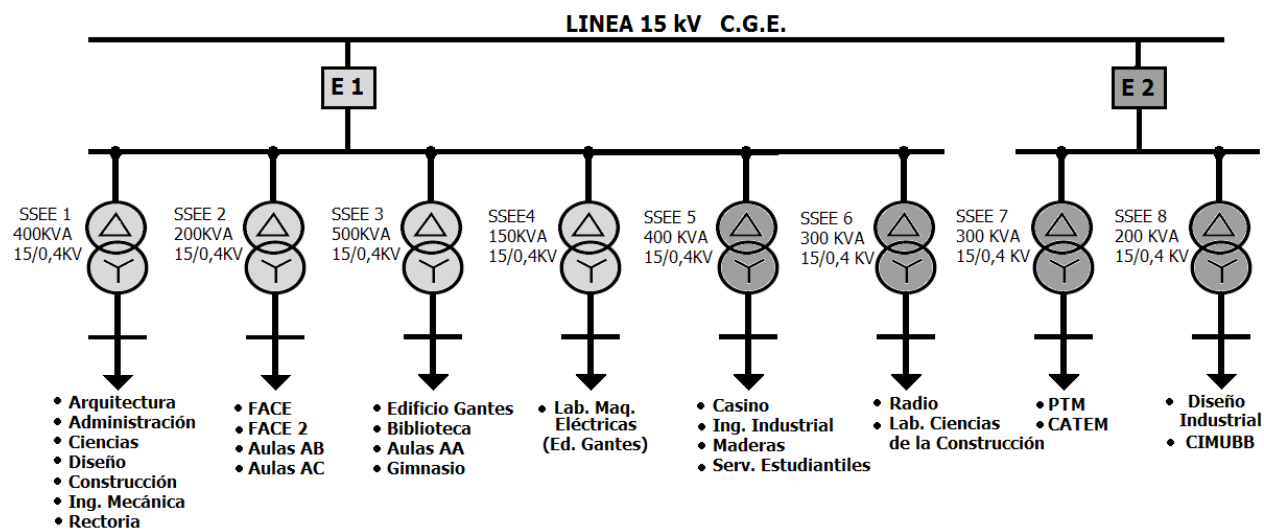 LINEA 15 kV C.G.E.
E 1
E 2
SSEE 1
400KVA
15/0,4KV
SSEE 2
200KVA
15/0,4KV
SSEE 3
500KVA
15/0,4KV
SSEE4
150KVA
15/0,4KV
SSEE 5
400 KVA
15/0,4KV
SSEE 6
300 KVA
15/0,4 KV
SSEE 7
300 KVA
15/0,4 KV
SSEE 8
200 KVA
15/0,4 KV
• Arquitectura
• Administración
• Ciencias
• Diseño
• Construcción
• Ing. Mecánica
• Rectoria
• FACE
• FACE 2
• Aulas AB
• Aulas AC
• Edificio Gantes
• Biblioteca
• Aulas AA
• Gimnasio
• Lab. Maq.
Eléctricas
(Ed. Gantes)
• Casino
• Ing. Industrial
• Maderas
• Serv. Estudiantiles
• Radio
• Lab. Ciencias
de la Construcción
• PTM
• CATEM
• Diseño
Industrial
• CIMUBB